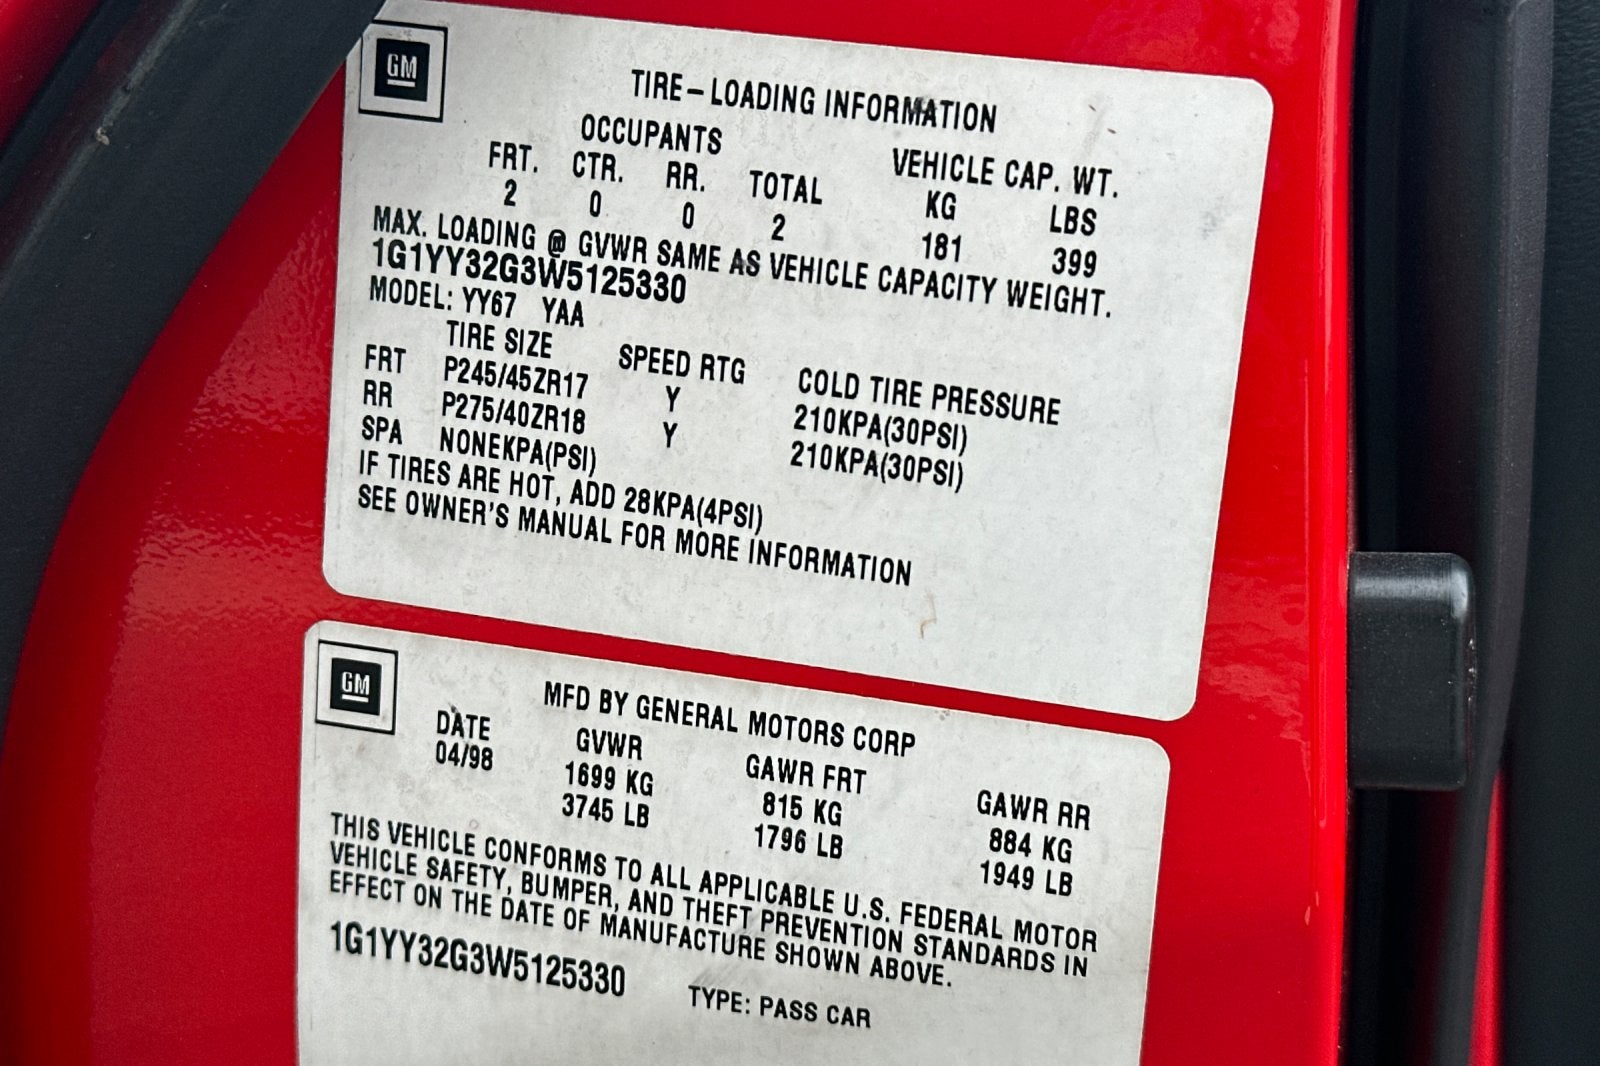 GM
TIRE-LOADING INFORMATION
OCCUPANTS VEHICLE CAP. WT.
FRT. CTR. RR. TOTAL KG LBS
2 0 0 2 181 399
MAX. LOADING @ GVWR SAME AS VEHICLE CAPACITY WEIGHT.
1G1YY32G3W5125330
MODEL: YY67 YAA
TIRE SIZE SPEED RTG COLD TIRE PRESSURE
FRT P245/45ZR17 Y 210KPA(30PSI)
RR P275/40ZR18 Y 210KPA(30PSI)
SPA NONEKPA(PSI)
IF TIRES ARE HOT, ADD 28KPA(4PSI)
SEE OWNER'S MANUAL FOR MORE INFORMATION
GM
MFD BY GENERAL MOTORS CORP
DATE GVWR GAWR FRT GAWR RR
04/98 1699 KG 815 KG 884 KG
3745 LB 1796 LB 1949 LB
THIS VEHICLE CONFORMS TO ALL APPLICABLE U.S. FEDERAL MOTOR
VEHICLE SAFETY, BUMPER, AND THEFT PREVENTION STANDARDS IN
EFFECT ON THE DATE OF MANUFACTURE SHOWN ABOVE.
1G1YY32G3W5125330 TYPE: PASS CAR